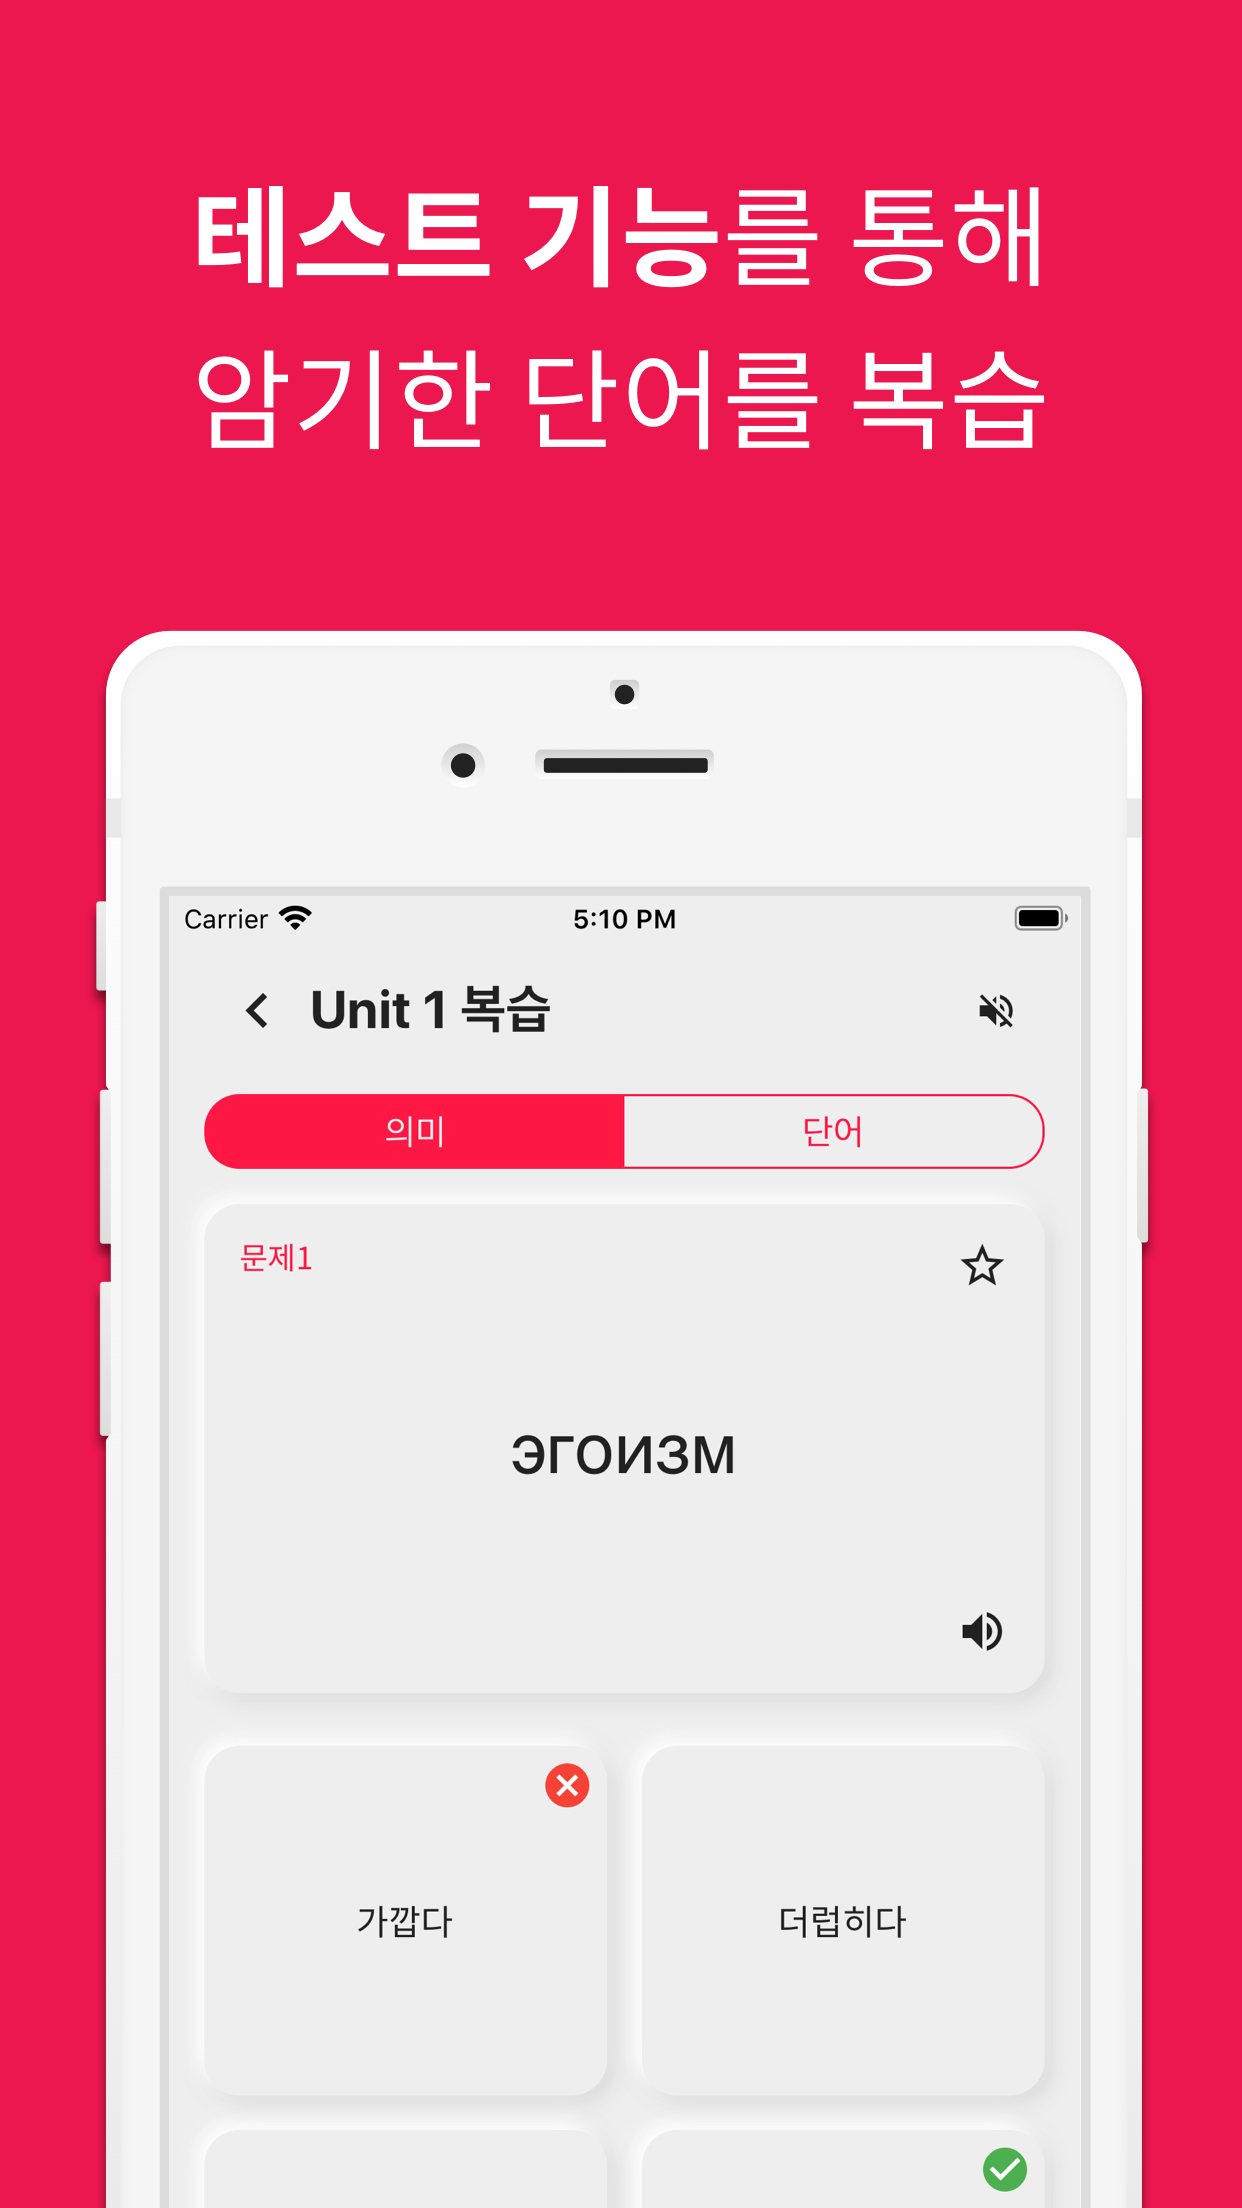 테스트 기능를 통해
암기한 단어를 복습
Carrier 5:10 PM
Unit 1 복습
의미 단어
문제1
эгоизм
가깝다 더럽히다